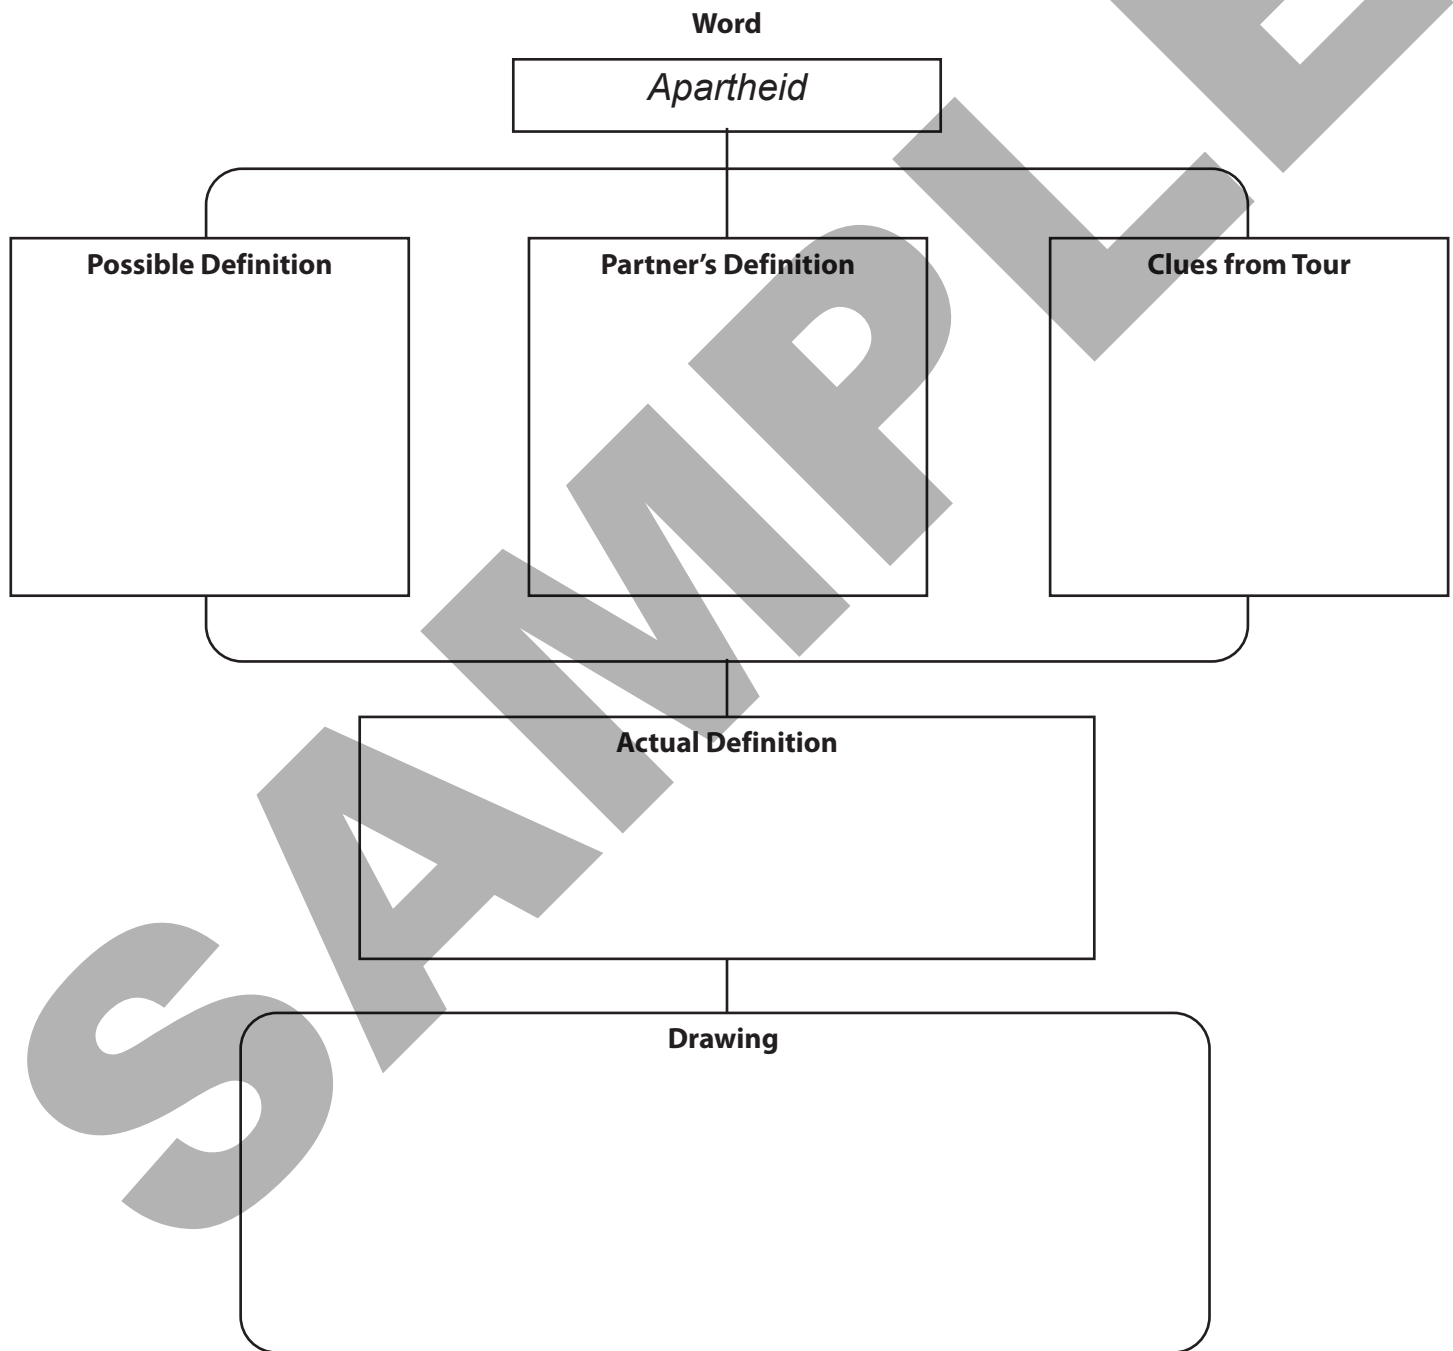 Word
Apartheid
Possible Definition
Partner's Definition
Clues from Tour
Actual Definition
Drawing
SAMPLE